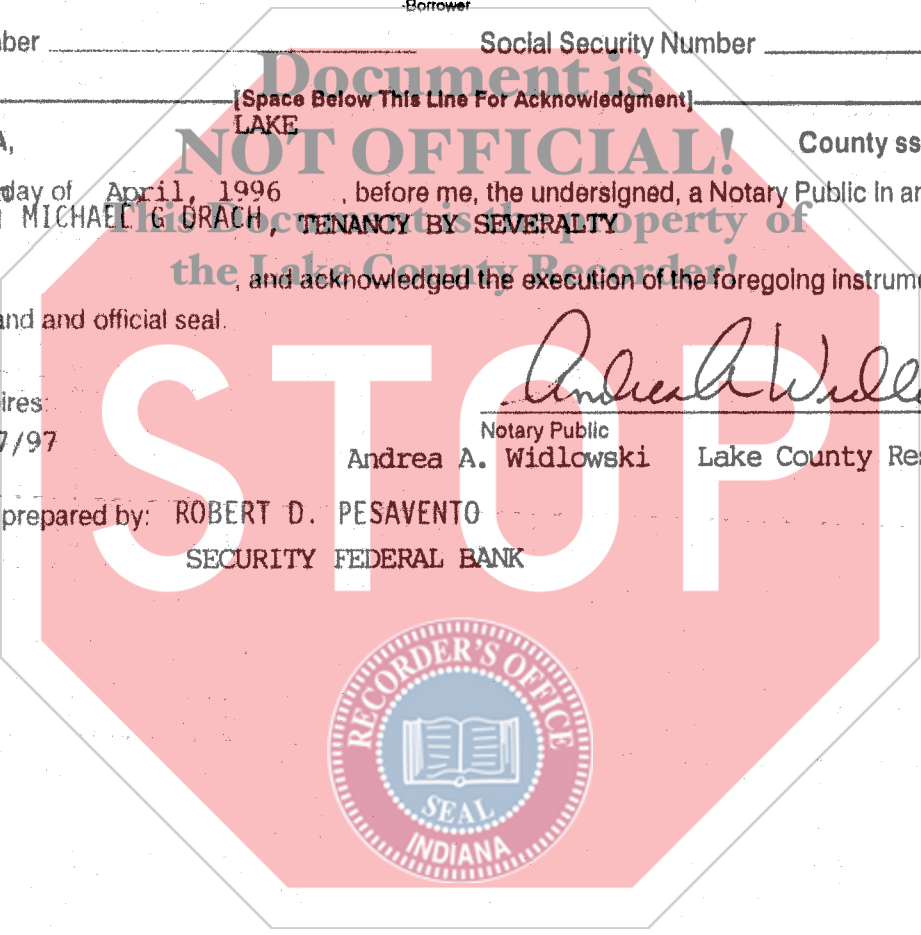 -Borrower
ber Social Security Number
Document is
[Space Below This Line For Acknowledgment]
LAKE
NOT OFFICIAL!
A, County ss
day of April, 1996 , before me, the undersigned, a Notary Public in an
MICHAEL G DRACH, TENANCY BY SEVERALTY
This Document is the property of
the Lake County Recorder!
, and acknowledged the execution of the foregoing instrume
and and official seal.
STOP
ires:
7/97
Andrea A Widl
Notary Public
Andrea A. Widlowski Lake County Res
prepared by: ROBERT D. PESAVENTO
SECURITY FEDERAL BANK
RECORDER'S OFFICE
SEAL
INDIANA